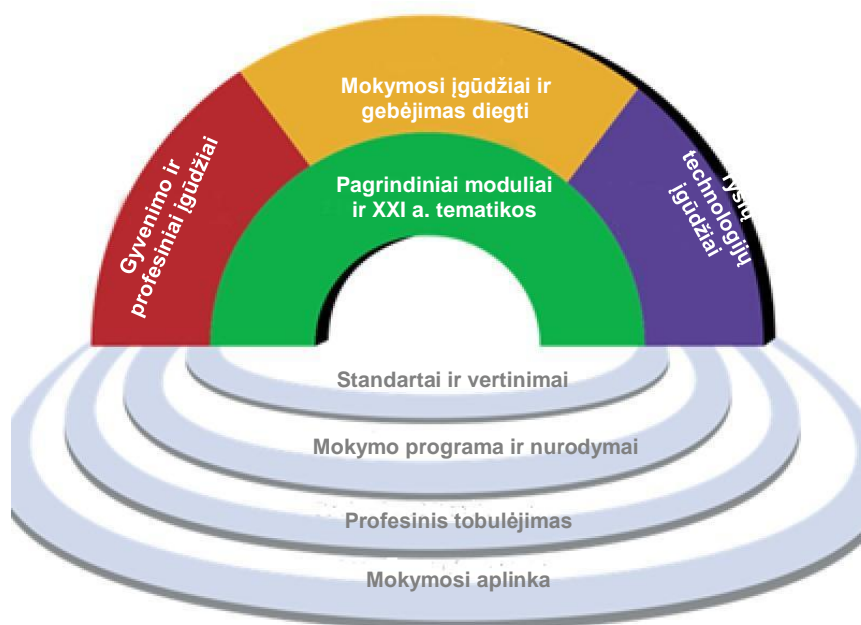 Mokymosi įgūdžiai ir
gebėjimas diegti
Gyvenimo ir
profesiniai įgūdžiai
Pagrindiniai moduliai
ir XXI a. tematikos
technologijų
įgūdžiai
Standartai ir vertinimai
Mokymo programa ir nurodymai
Profesinis tobulėjimas
Mokymosi aplinka